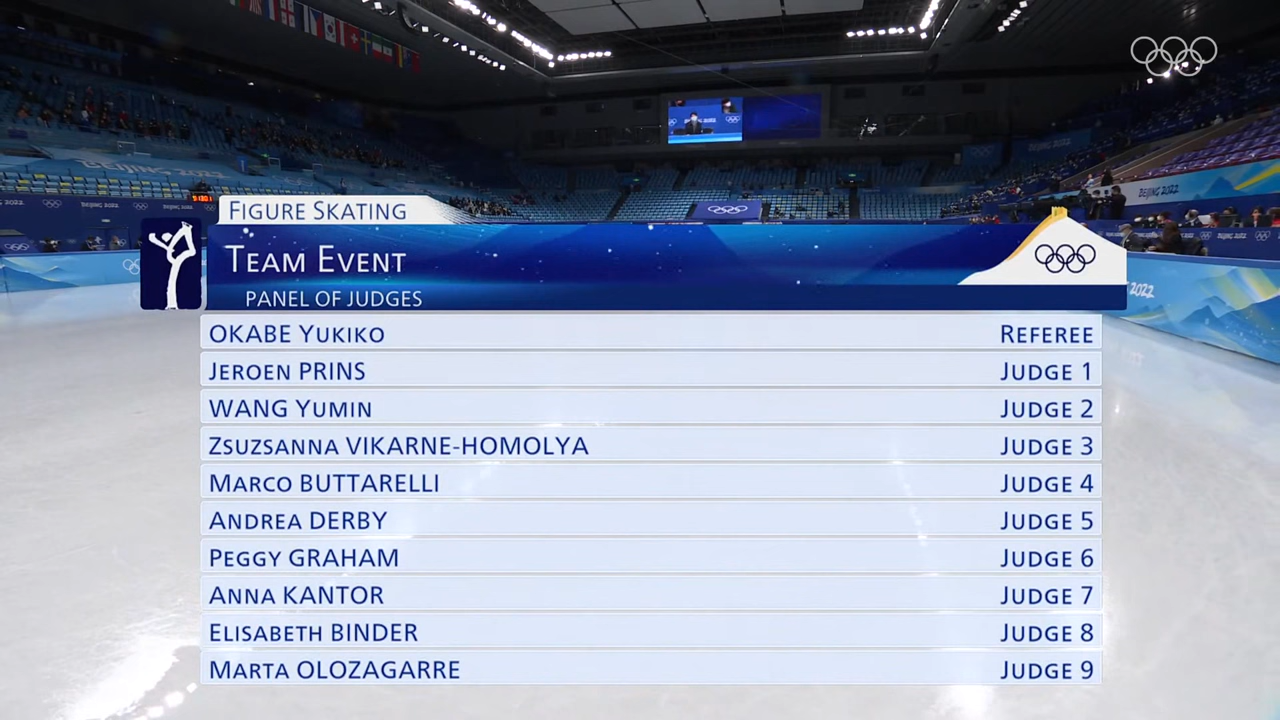 BEIJING 2022
FIGURE SKATING
TEAM EVENT
PANEL OF JUDGES
OKABE YUKIKO REFEREE
JEROEN PRINS JUDGE 1
WANG YUMIN JUDGE 2
ZSUZSANNA VIKARNE-HOMOLYA JUDGE 3
MARCO BUTTARELLI JUDGE 4
ANDREA DERBY JUDGE 5
PEGGY GRAHAM JUDGE 6
ANNA KANTOR JUDGE 7
ELISABETH BINDER JUDGE 8
MARTA OLOZAGARRE JUDGE 9